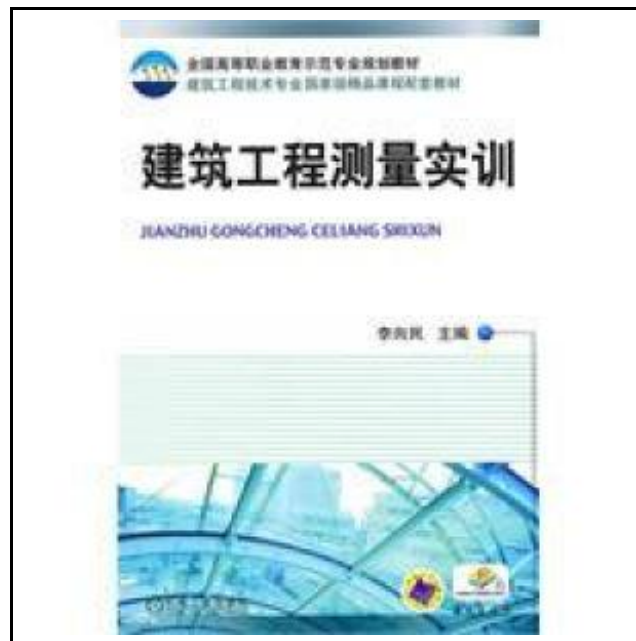 全国高等职业教育示范专业规划教材
建筑工程技术专业国家级精品课程配套教材
建筑工程测量实训
JIANZHU GONGCHENG CELIANG SHIXUN
李向民 主编